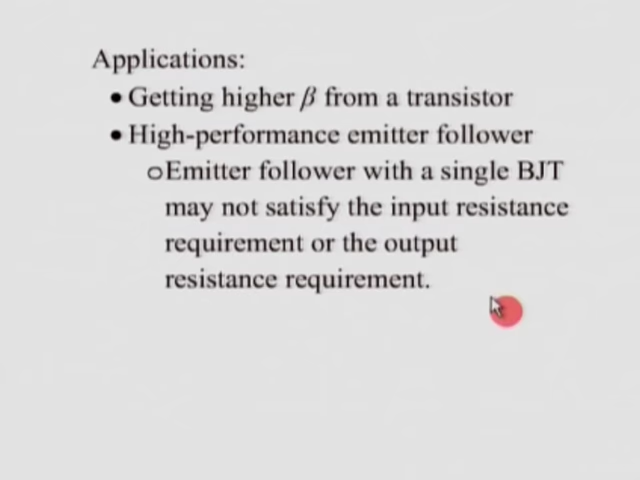 Applications:
• Getting higher β from a transistor
• High-performance emitter follower
o Emitter follower with a single BJT
may not satisfy the input resistance
requirement or the output
resistance requirement.